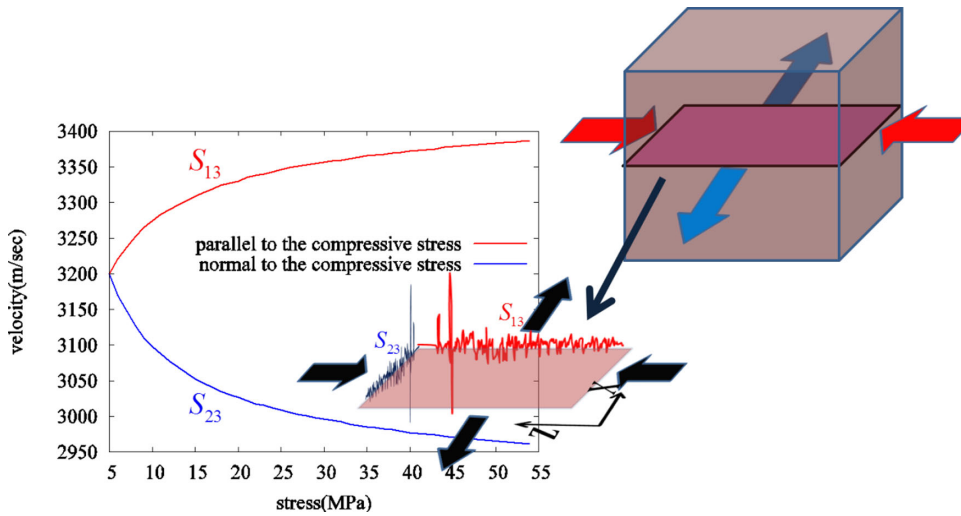 3400
3350
3300
3250
3200
3150
3100
3050
3000
2950
velocity(m/sec)
S13
parallel to the compressive stress
normal to the compressive stress
S23
S13
S23
Z
5 10 15 20 25 30 35 40 45 50 55
stress(MPa)